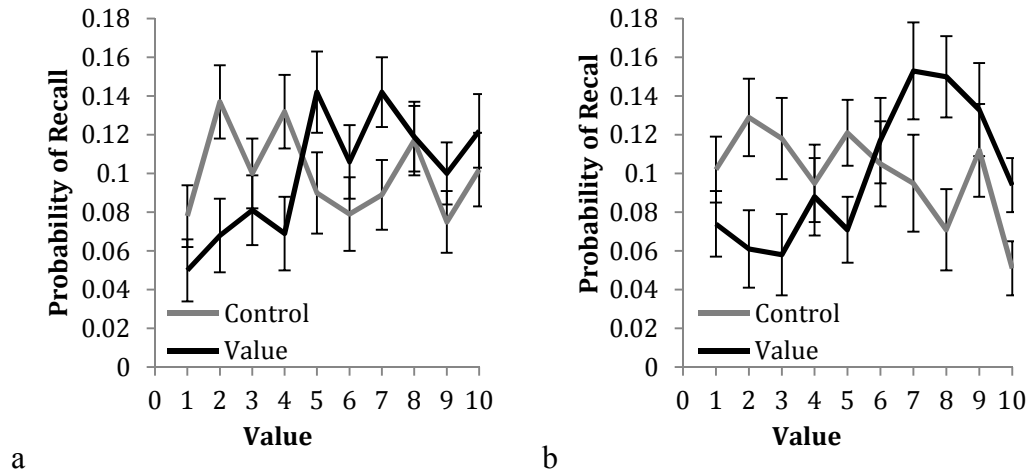 0.18
0.16
0.14
0.12
0.1
0.08
0.06
0.04
0.02
0
Probability of Recall
Control
Value
0 1 2 3 4 5 6 7 8 9 10
Value
a
0.18
0.16
0.14
0.12
0.1
0.08
0.06
0.04
0.02
0
Probability of Recal
Control
Value
0 1 2 3 4 5 6 7 8 9 10
Value
b